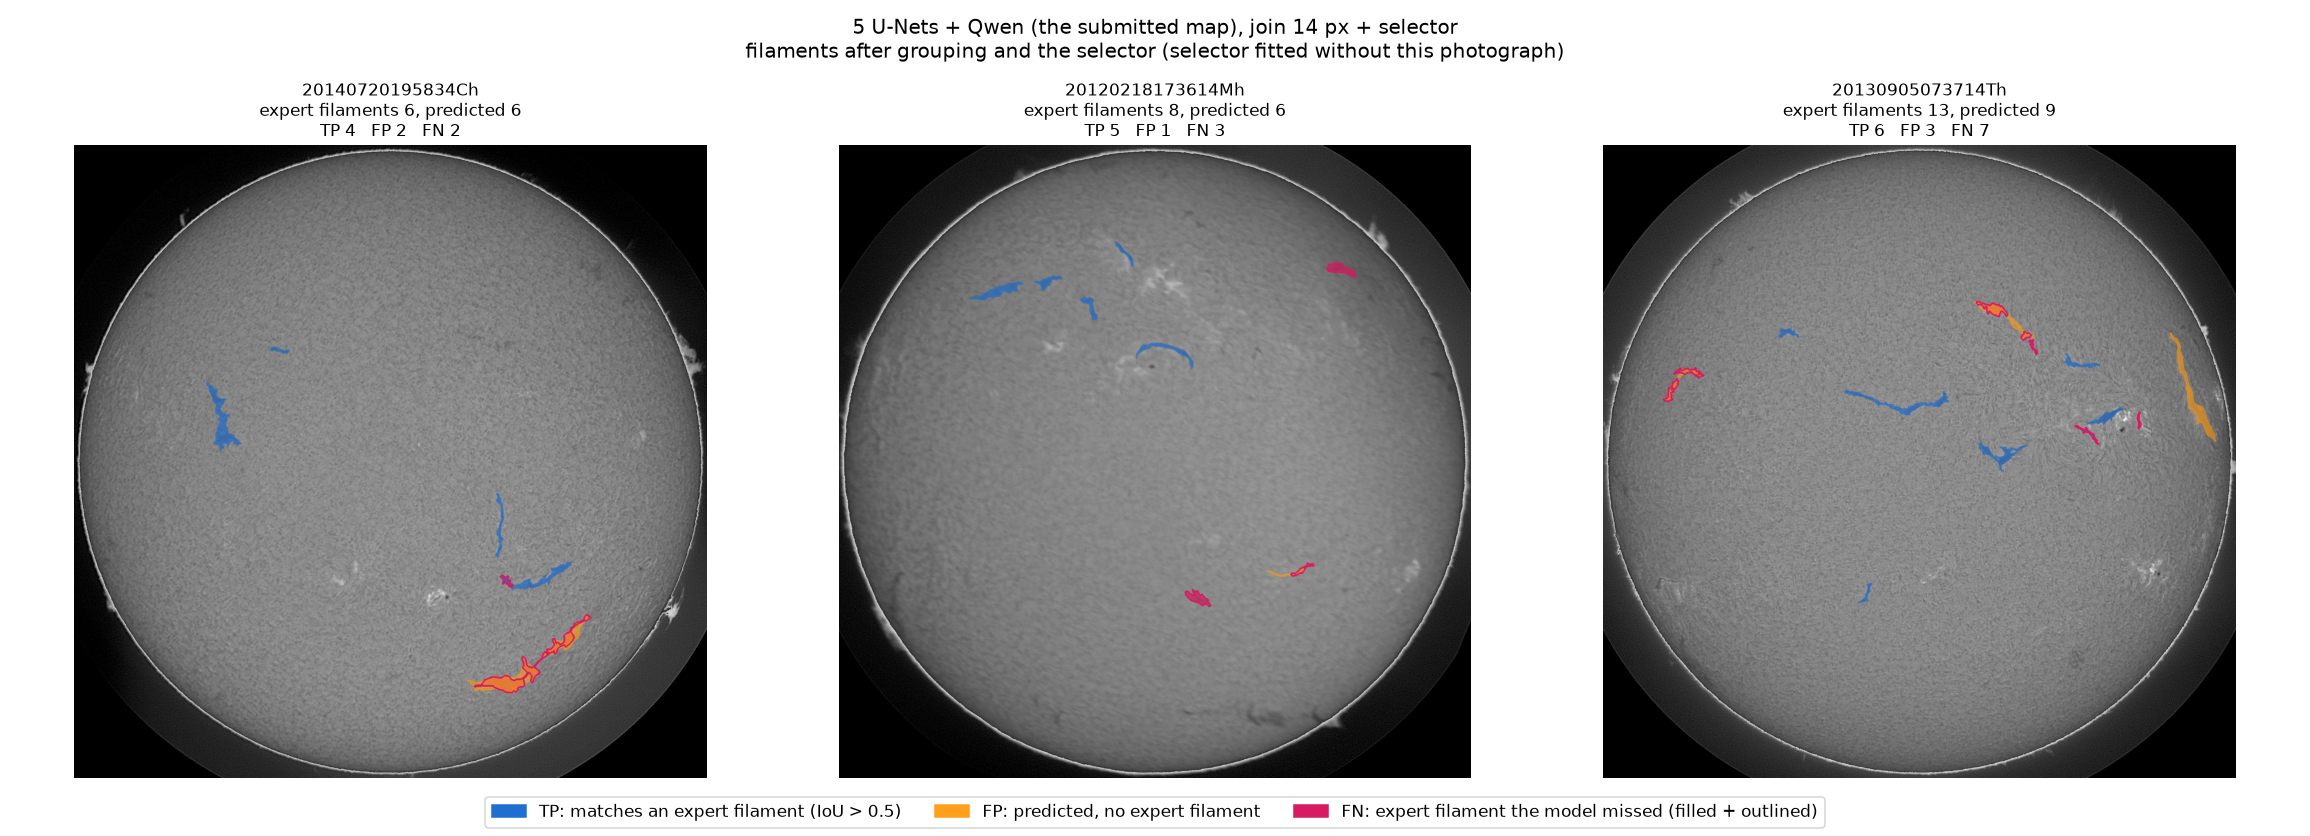 5 U-Nets + Qwen (the submitted map), join 14 px + selector
filaments after grouping and the selector (selector fitted without this photograph)
20140720195834Ch
expert filaments 6, predicted 6
TP 4   FP 2   FN 2
20120218173614Mh
expert filaments 8, predicted 6
TP 5   FP 1   FN 3
20130905073714Th
expert filaments 13, predicted 9
TP 6   FP 3   FN 7
TP: matches an expert filament (IoU > 0.5)
FP: predicted, no expert filament
FN: expert filament the model missed (filled + outlined)